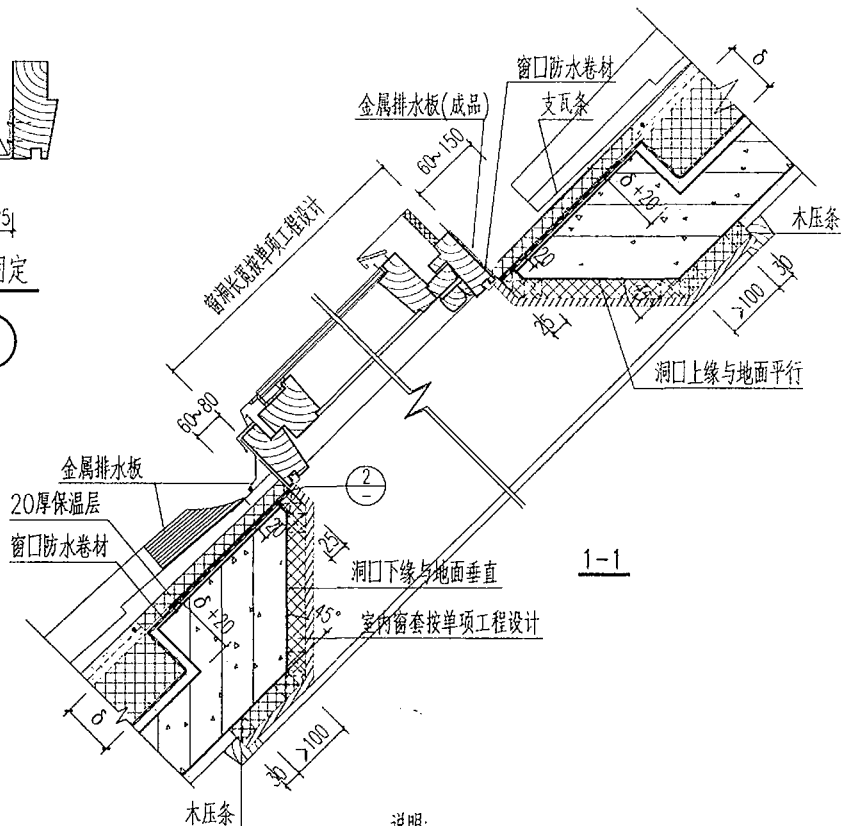 δ
窗口防水卷材
金属排水板(成品)
支瓦条
60~150
窗洞长宽按单项工程设计
δ+20
木压条
20
25
≥100
30
洞口上缘与地面平行
60~80
金属排水板
20厚保温层
窗口防水卷材
2
-
20
25
1-1
洞口下缘与地面垂直
45°
室内窗套按单项工程设计
δ+20
δ
30
≥100
木压条
说明: